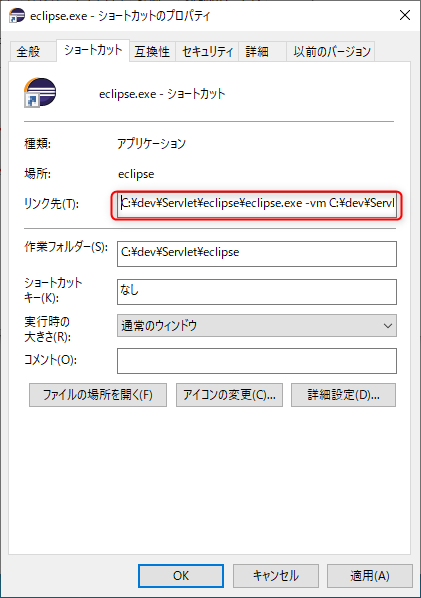 eclipse.exe - ショートカットのプロパティ
全般 ショートカット 互換性 セキュリティ 詳細 以前のバージョン
eclipse.exe - ショートカット
種類: アプリケーション
場所: eclipse
リンク先(T): C:¥dev¥Servlet¥eclipse¥eclipse.exe -vm C:¥dev¥Servl
作業フォルダー(S): C:¥dev¥Servlet¥eclipse
ショートカット
キー(K): なし
実行時の
大きさ(R): 通常のウィンドウ
コメント(O):
ファイルの場所を開く(F) アイコンの変更(C)... 詳細設定(D)...
OK キャンセル 適用(A)